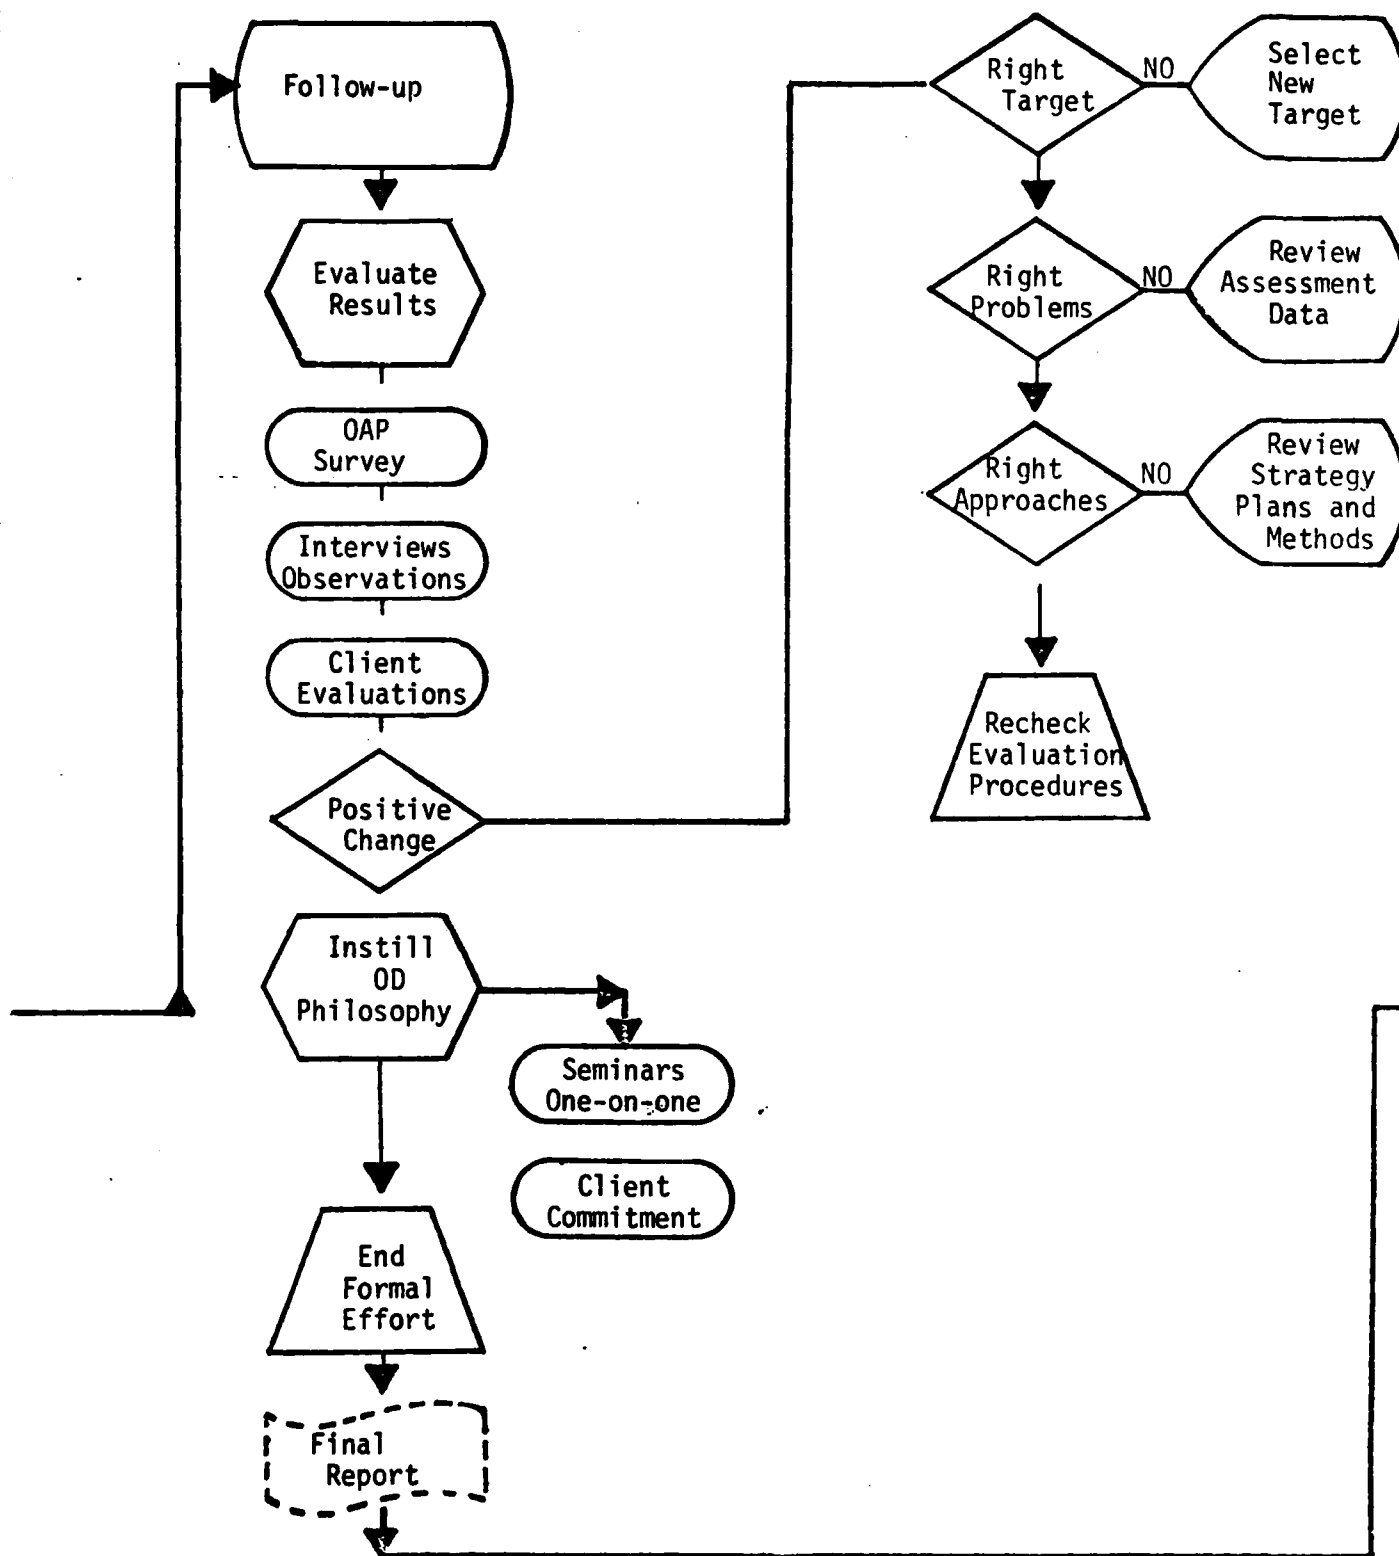 Follow-up
Evaluate
Results
OAP
Survey
Interviews
Observations
Client
Evaluations
Positive
Change
Instill
OD
Philosophy
Seminars
One-on-one
Client
Commitment
End
Formal
Effort
Final
Report
Right
Target
NO
Select
New
Target
Right
Problems
NO
Review
Assessment
Data
Right
Approaches
NO
Review
Strategy
Plans and
Methods
Recheck
Evaluation
Procedures